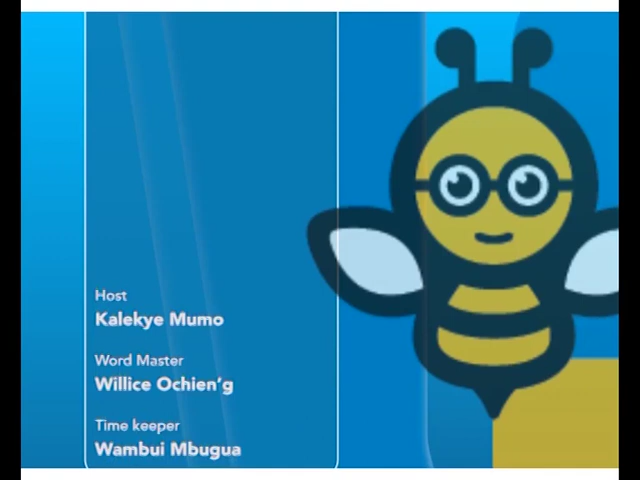 Host
Kalekye Mumo
Word Master
Willice Ochien'g
Time keeper
Wambui Mbugua